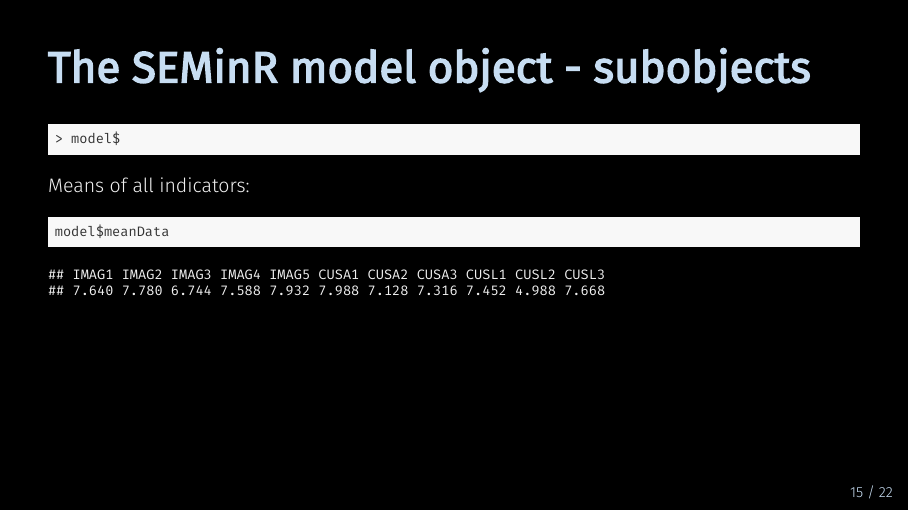 The SEMinR model object - subobjects
> model$
Means of all indicators:
model$meanData
## IMAG1 IMAG2 IMAG3 IMAG4 IMAG5 CUSA1 CUSA2 CUSA3 CUSL1 CUSL2 CUSL3
## 7.640 7.780 6.744 7.588 7.932 7.988 7.128 7.316 7.452 4.988 7.668
15 / 22